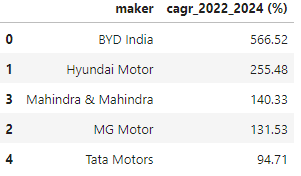 maker cagr_2022_2024 (%)
0 BYD India 566.52
1 Hyundai Motor 255.48
3 Mahindra & Mahindra 140.33
2 MG Motor 131.53
4 Tata Motors 94.71